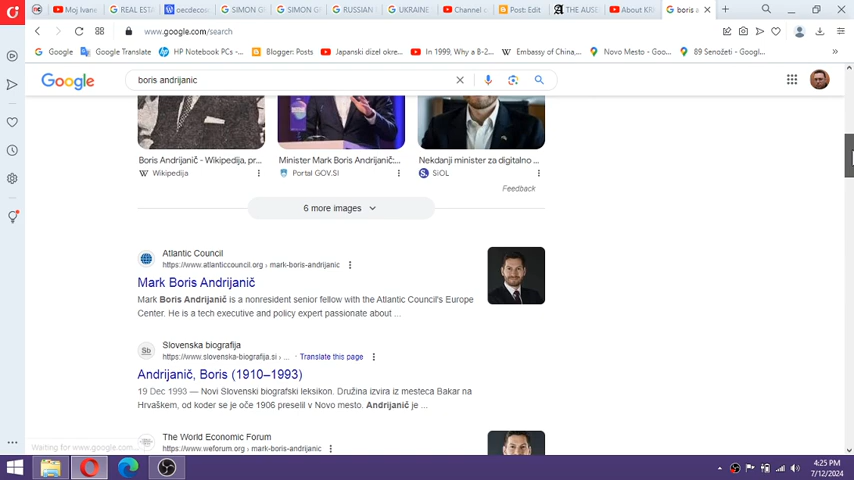 Moj Ivane
REAL ESTA
oecdecor
SIMON G
SIMON G
RUSSIAN
UKRAINE
Channel c
Post: Edit
THE AUSE
About KR
boris a
www.google.com/search
Google
Google Translate
HP Notebook PC -...
Blogger: Posts
Japanski dizel okre...
In 1999, Why a B-2...
Embassy of China,...
Novo Mesto - Goo...
89 Senožeti - Googl...
Google
boris andrijanic
Boris Andrijanič - Wikipedija, pr...
Wikipedija
Minister Mark Boris Andrijanič:...
Portal GOV.SI
Nekdanji minister za digitalno ...
SiOL
Feedback
6 more images
Atlantic Council
https://www.atlanticcouncil.org › mark-boris-andrijanic
Mark Boris Andrijanič
Mark Boris Andrijanič is a nonresident senior fellow with the Atlantic Council's Europe
Center. He is a tech executive and policy expert passionate about ...
Sb
Slovenska biografija
https://www.slovenska-biografija.si › ... · Translate this page
Andrijanič, Boris (1910–1993)
19 Dec 1993 — Novi Slovenski biografski leksikon. Družina izvira iz mesteca Bakar na
Hrvaškem, od koder se je oče 1906 preselil v Novo mesto. Andrijanič je ...
The World Economic Forum
https://www.weforum.org › mark-boris-andrijanic
Waiting for www.google.com...
4:25 PM
7/12/2024